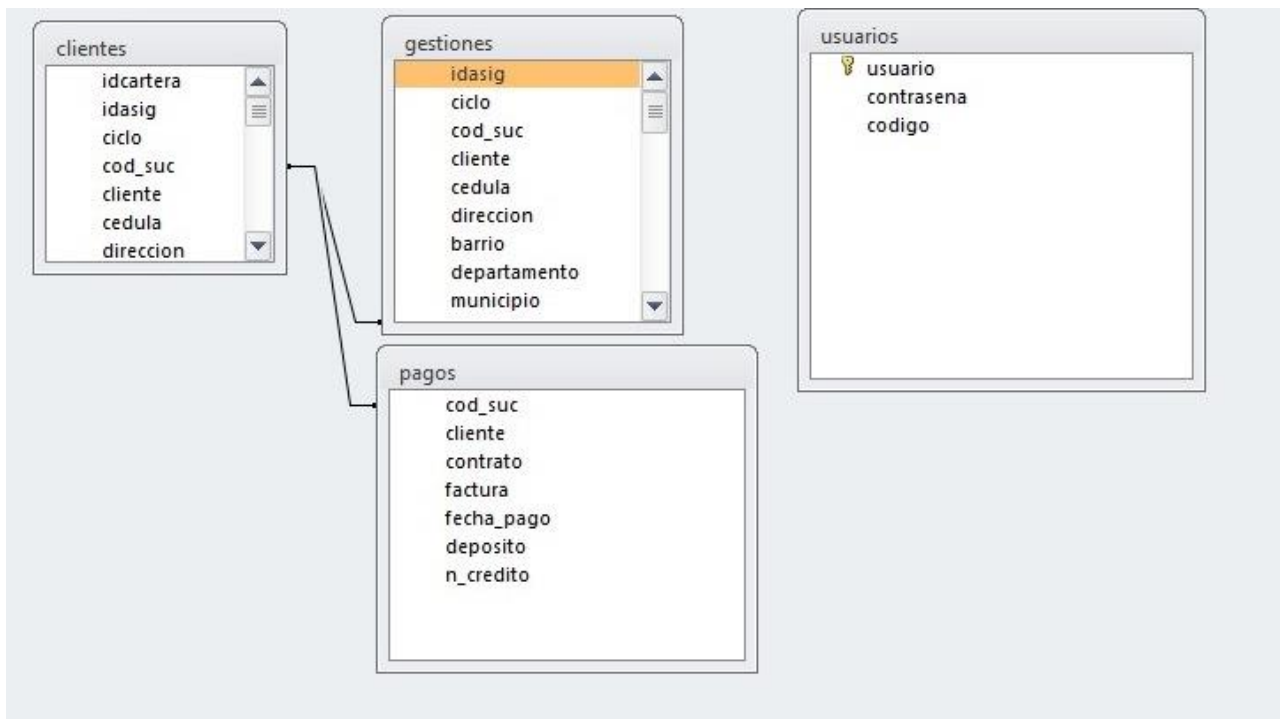 clientes
idcartera
idasig
ciclo
cod_suc
cliente
cedula
direccion
gestiones
idasig
ciclo
cod_suc
cliente
cedula
direccion
barrio
departamento
municipio
usuarios
usuario
contrasena
codigo
pagos
cod_suc
cliente
contrato
factura
fecha_pago
deposito
n_credito